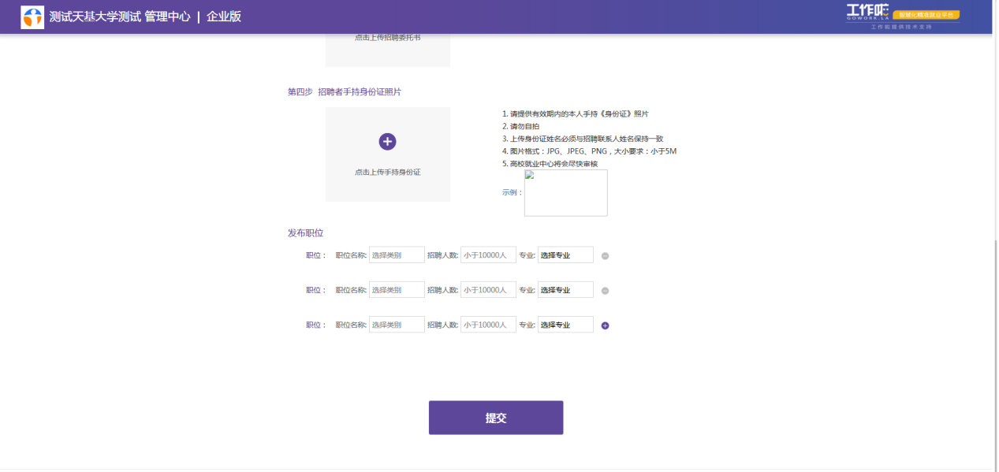 测试天基大学测试 管理中心 | 企业版
工作啦
GOWORK.LA
智慧化精准就业平台
工作啦提供技术支持
点击上传招聘委托书
第四步 招聘者手持身份证照片
点击上传手持身份证
1. 请提供有效期内的本人手持《身份证》照片
2. 请勿自拍
3. 上传身份证姓名必须与招聘联系人姓名保持一致
4. 图片格式：JPG、JPEG、PNG，大小要求：小于5M
5. 高校就业中心将会尽快审核
示例：
发布职位
职位： 职位名称: 选择类别 招聘人数: 小于10000人 专业: 选择专业
职位： 职位名称: 选择类别 招聘人数: 小于10000人 专业: 选择专业
职位： 职位名称: 选择类别 招聘人数: 小于10000人 专业: 选择专业
提交